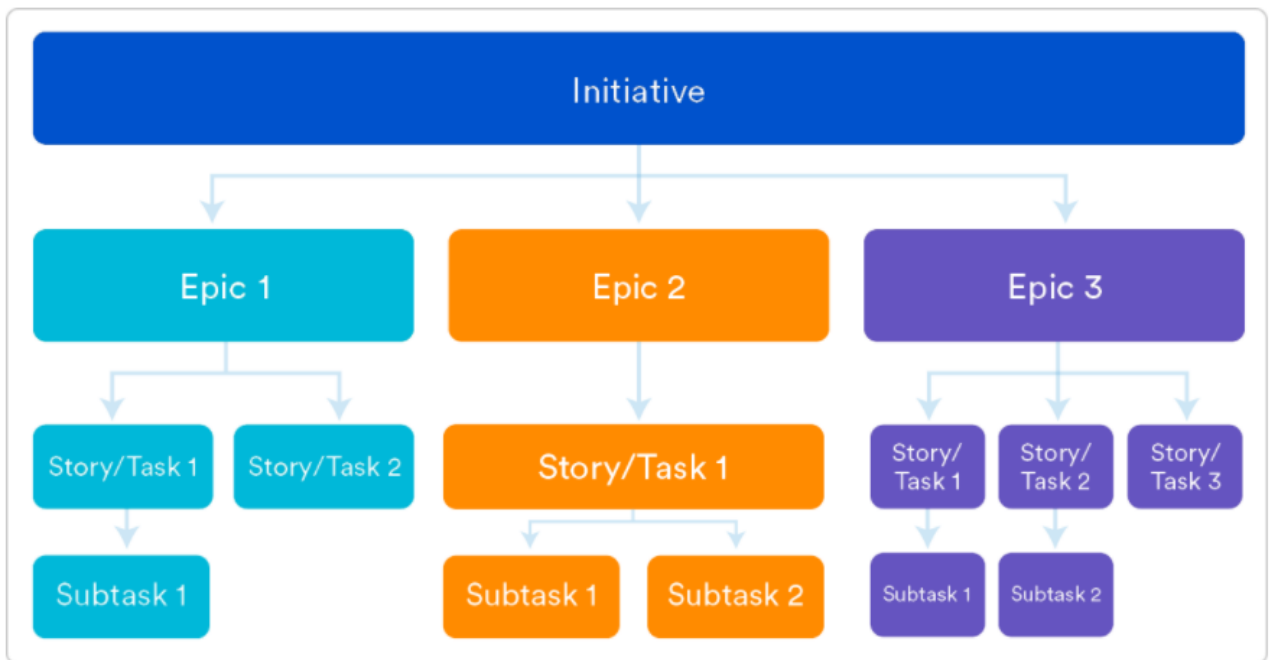 Initiative
Epic 1
Epic 2
Epic 3
Story/Task 1
Story/Task 2
Story/Task 1
Story/
Task 1
Story/
Task 2
Story/
Task 3
Subtask 1
Subtask 1
Subtask 2
Subtask 1
Subtask 2